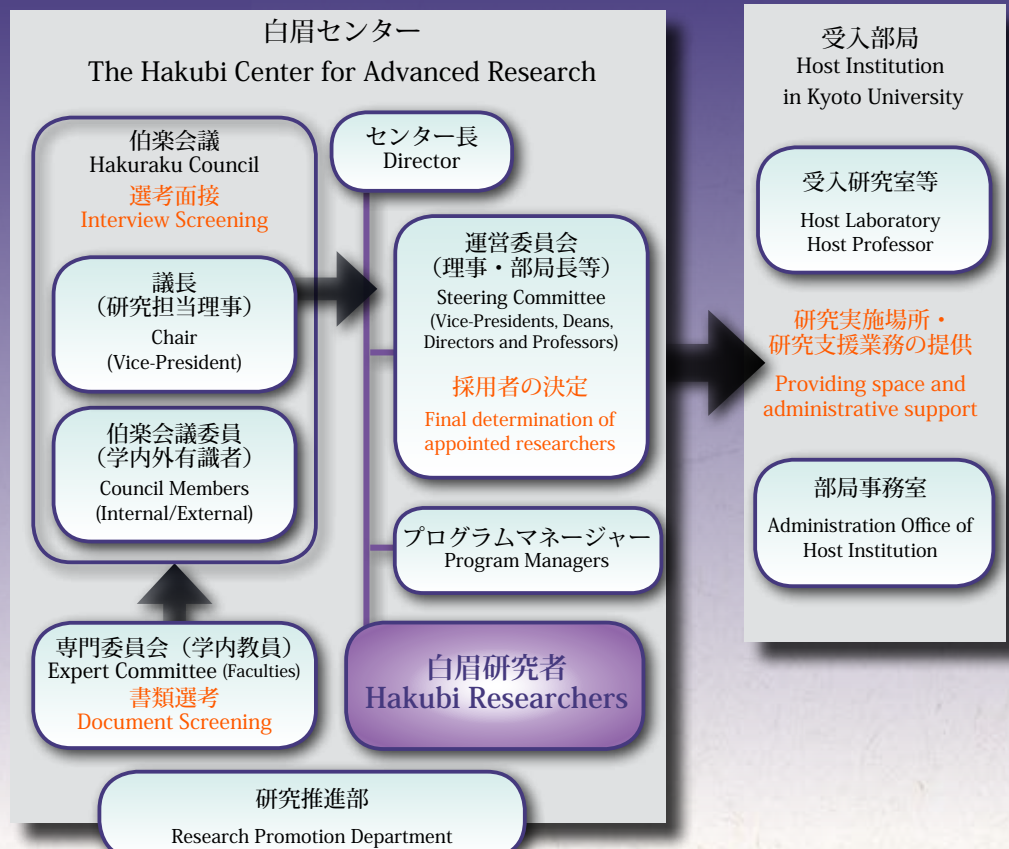 白眉センター
The Hakubi Center for Advanced Research
伯楽会議
Hakuraku Council
選考面接
Interview Screening
議長
（研究担当理事）
Chair
(Vice-President)
伯楽会議委員
（学内外有識者）
Council Members
(Internal/External)
専門委員会（学内教員）
Expert Committee (Faculties)
書類選考
Document Screening
センター長
Director
運営委員会
（理事・部局長等）
Steering Committee
(Vice-Presidents, Deans,
Directors and Professors)
採用者の決定
Final determination of
appointed researchers
プログラムマネージャー
Program Managers
白眉研究者
Hakubi Researchers
研究推進部
Research Promotion Department
受入部局
Host Institution
in Kyoto University
受入研究室等
Host Laboratory
Host Professor
研究実施場所・
研究支援業務の提供
Providing space and
administrative support
部局事務室
Administration Office of
Host Institution